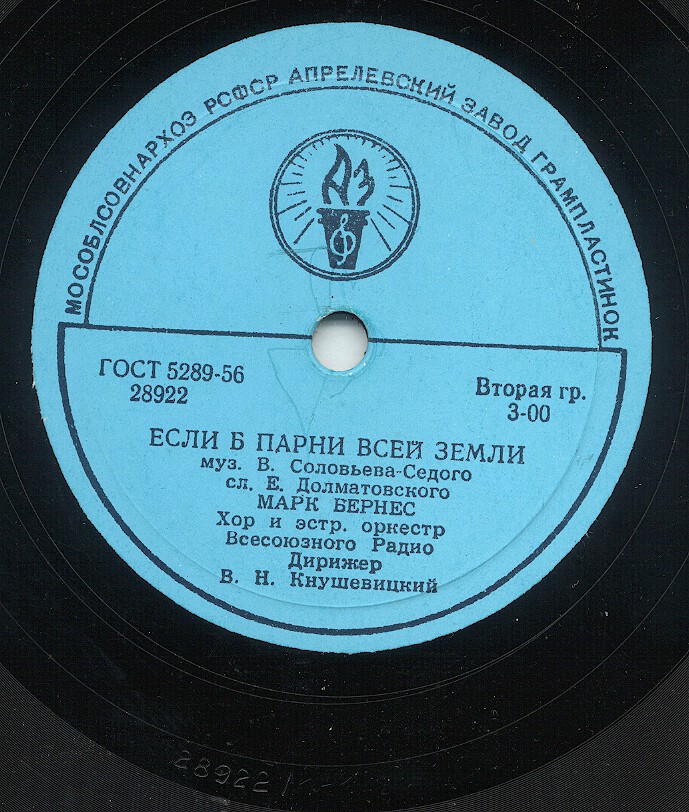 МОСОБЛСОВНАРХОЗ РСФСР АПРЕЛЕВСКИЙ ЗАВОД ГРАМПЛАСТИНОК
АЗ
ГОСТ 5289-56
28922
Вторая гр.
3-00
ЕСЛИ Б ПАРНИ ВСЕЙ ЗЕМЛИ
муз. В. Соловьева-Седого
сл. Е. Долматовского
МАРК БЕРНЕС
Хор и эстр. оркестр
Всесоюзного Радио
Дирижер
В. Н. Кнушевицкий
28922